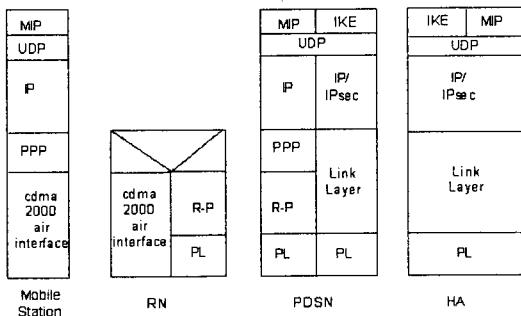 MIP
UDP
IP
PPP
cdma
2000
air
interface
Mobile
Station
cdma
2000
air
interface
R-P
PL
RN
MIP
IKE
UDP
IP
IP/
IPsec
PPP
Link
Layer
R-P
PL
PL
PDSN
IKE
MIP
UDP
IP/
IPsec
Link
Layer
PL
HA